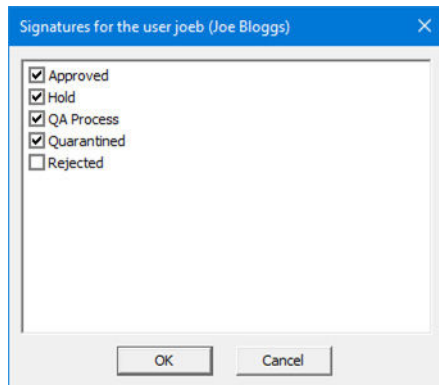 Signatures for the user joeb (Joe Bloggs)
Approved
Hold
QA Process
Quarantined
Rejected
OK Cancel